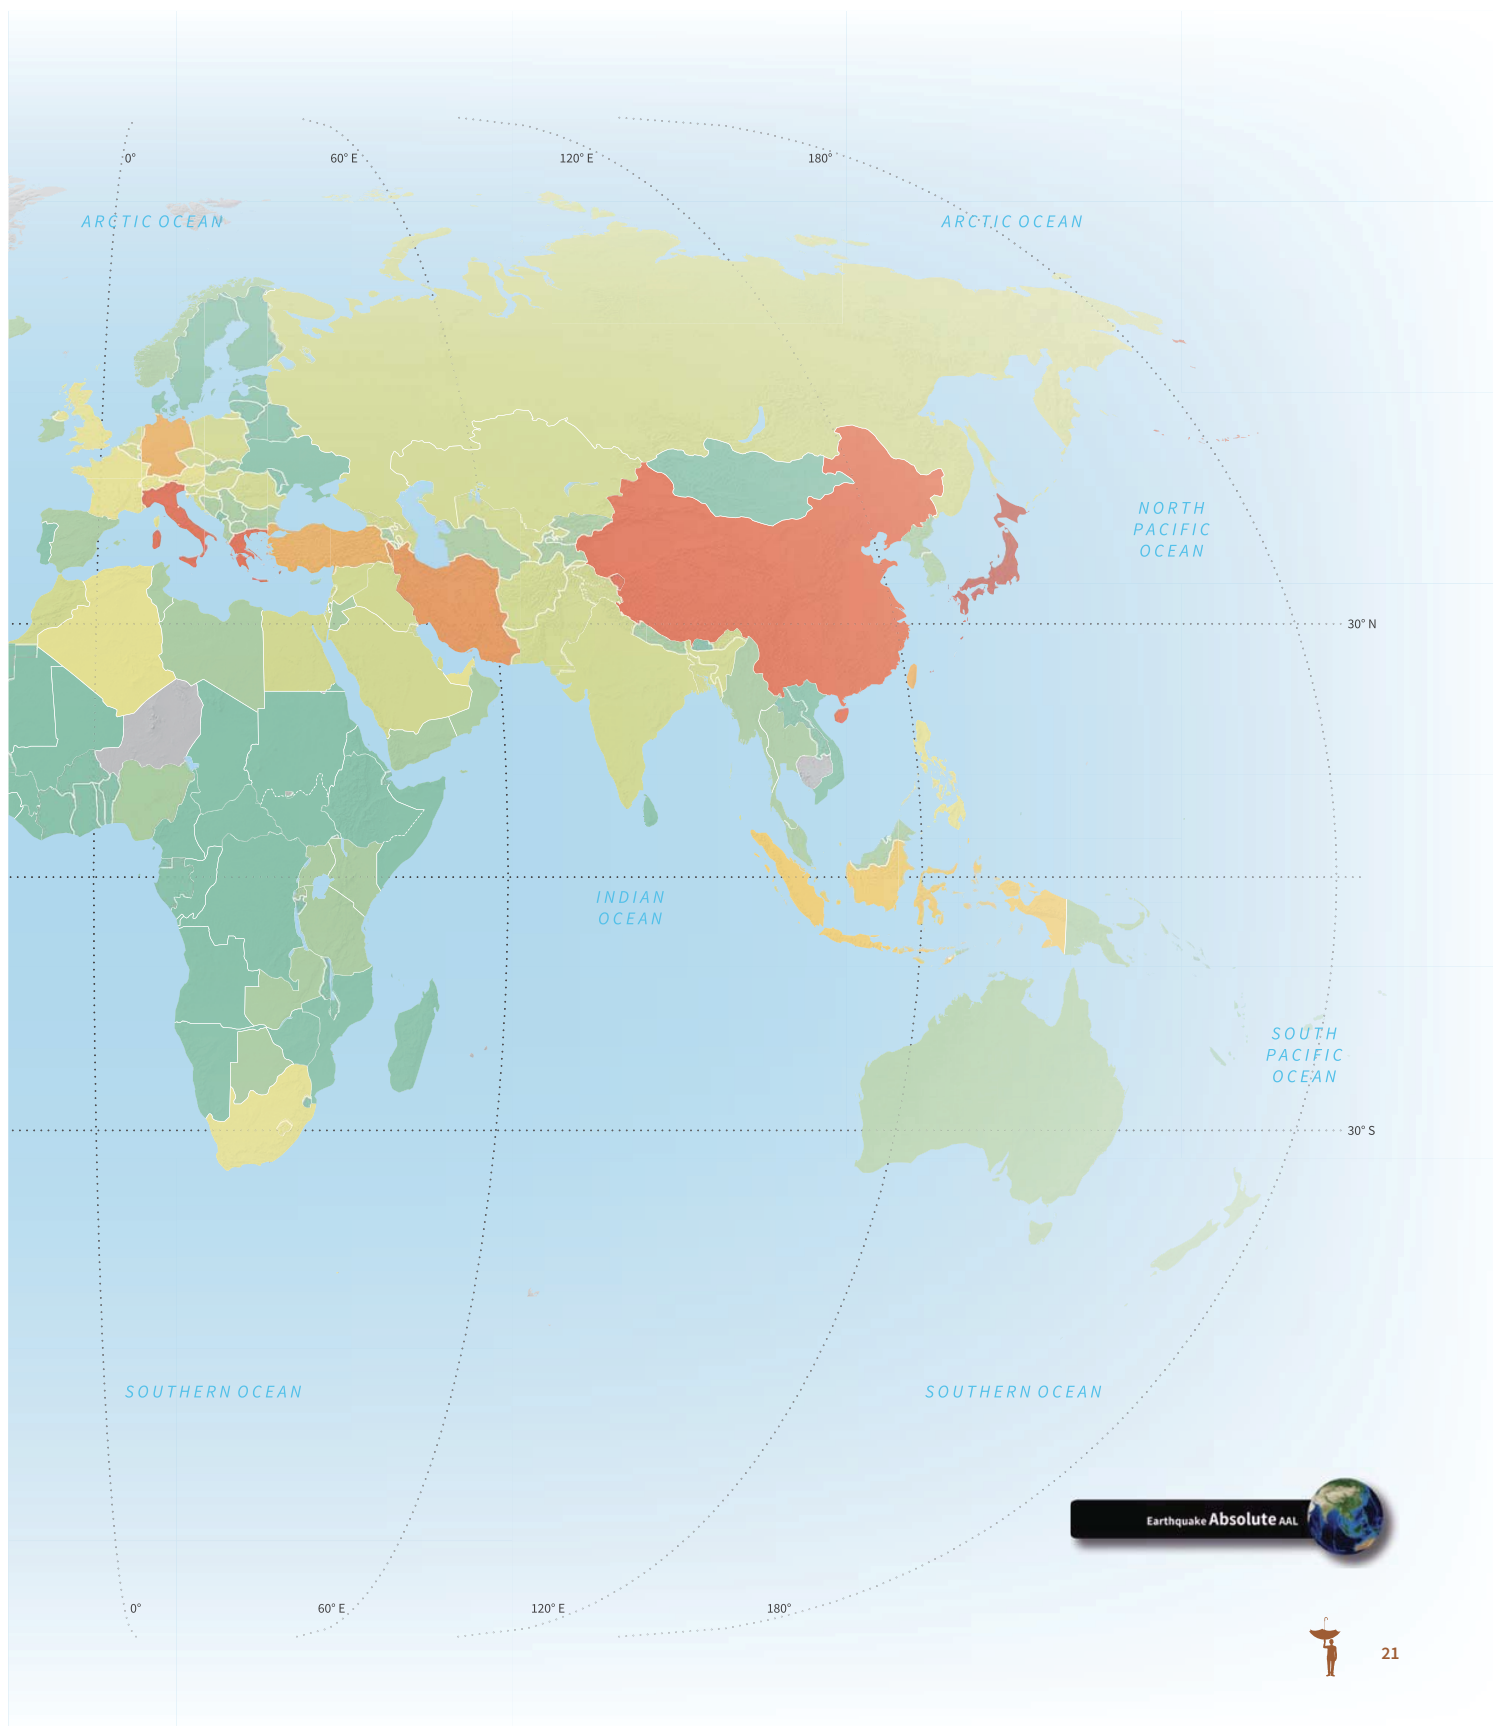 0° 60° E 120° E 180°
ARCTIC OCEAN ARCTIC OCEAN
NORTH
PACIFIC
OCEAN
30° N
INDIAN
OCEAN
SOUTH
PACIFIC
OCEAN
30° S
SOUTHERN OCEAN SOUTHERN OCEAN
Earthquake Absolute AAL
0° 60° E 120° E 180°
21